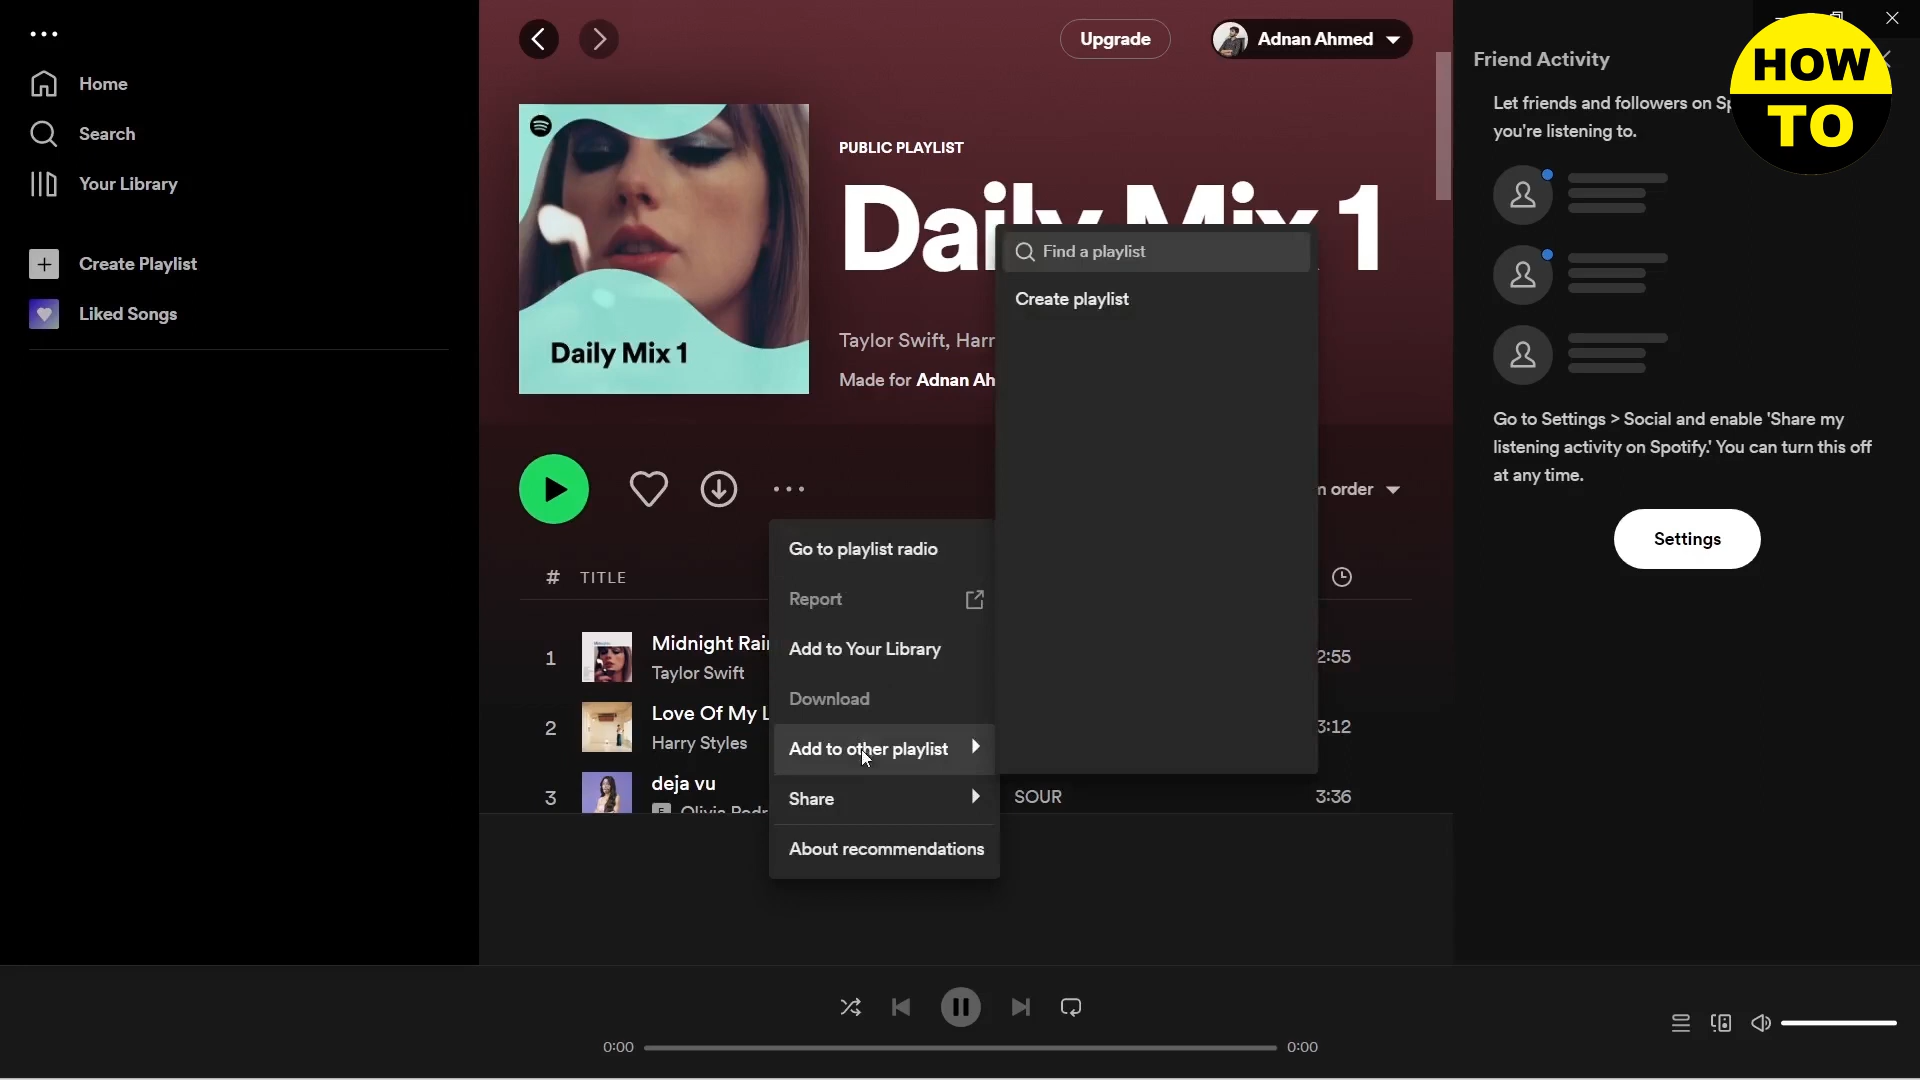 Home
Search
Your Library
Create Playlist
Liked Songs
Upgrade
Adnan Ahmed
Daily Mix 1
PUBLIC PLAYLIST
Daily Mix 1
Taylor Swift, Harr
Made for Adnan Ah
Find a playlist
Create playlist
m order
# TITLE
1 Midnight Rai
Taylor Swift
2:55
2 Love Of My L
Harry Styles
3:12
3 deja vu
E Olivia Rodr
SOUR
3:36
Go to playlist radio
Report
Add to Your Library
Download
Add to other playlist
Share
About recommendations
Friend Activity
Let friends and followers on Sp
you're listening to.
Go to Settings > Social and enable 'Share my
listening activity on Spotify.' You can turn this off
at any time.
Settings
HOW
TO
0:00
0:00